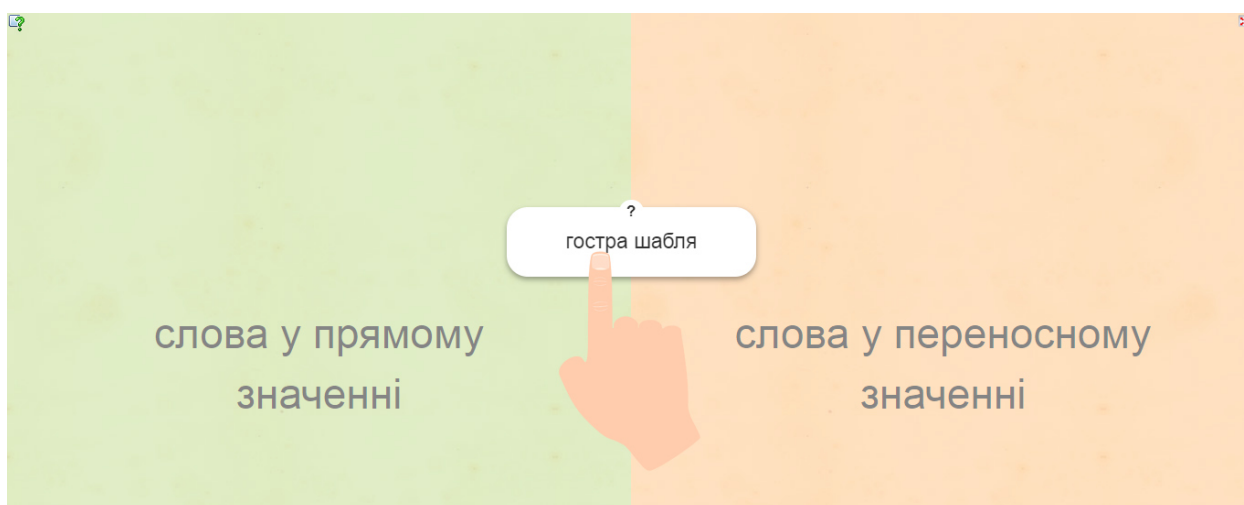 ?
гостра шабля
слова у прямому
значенні
слова у переносному
значенні